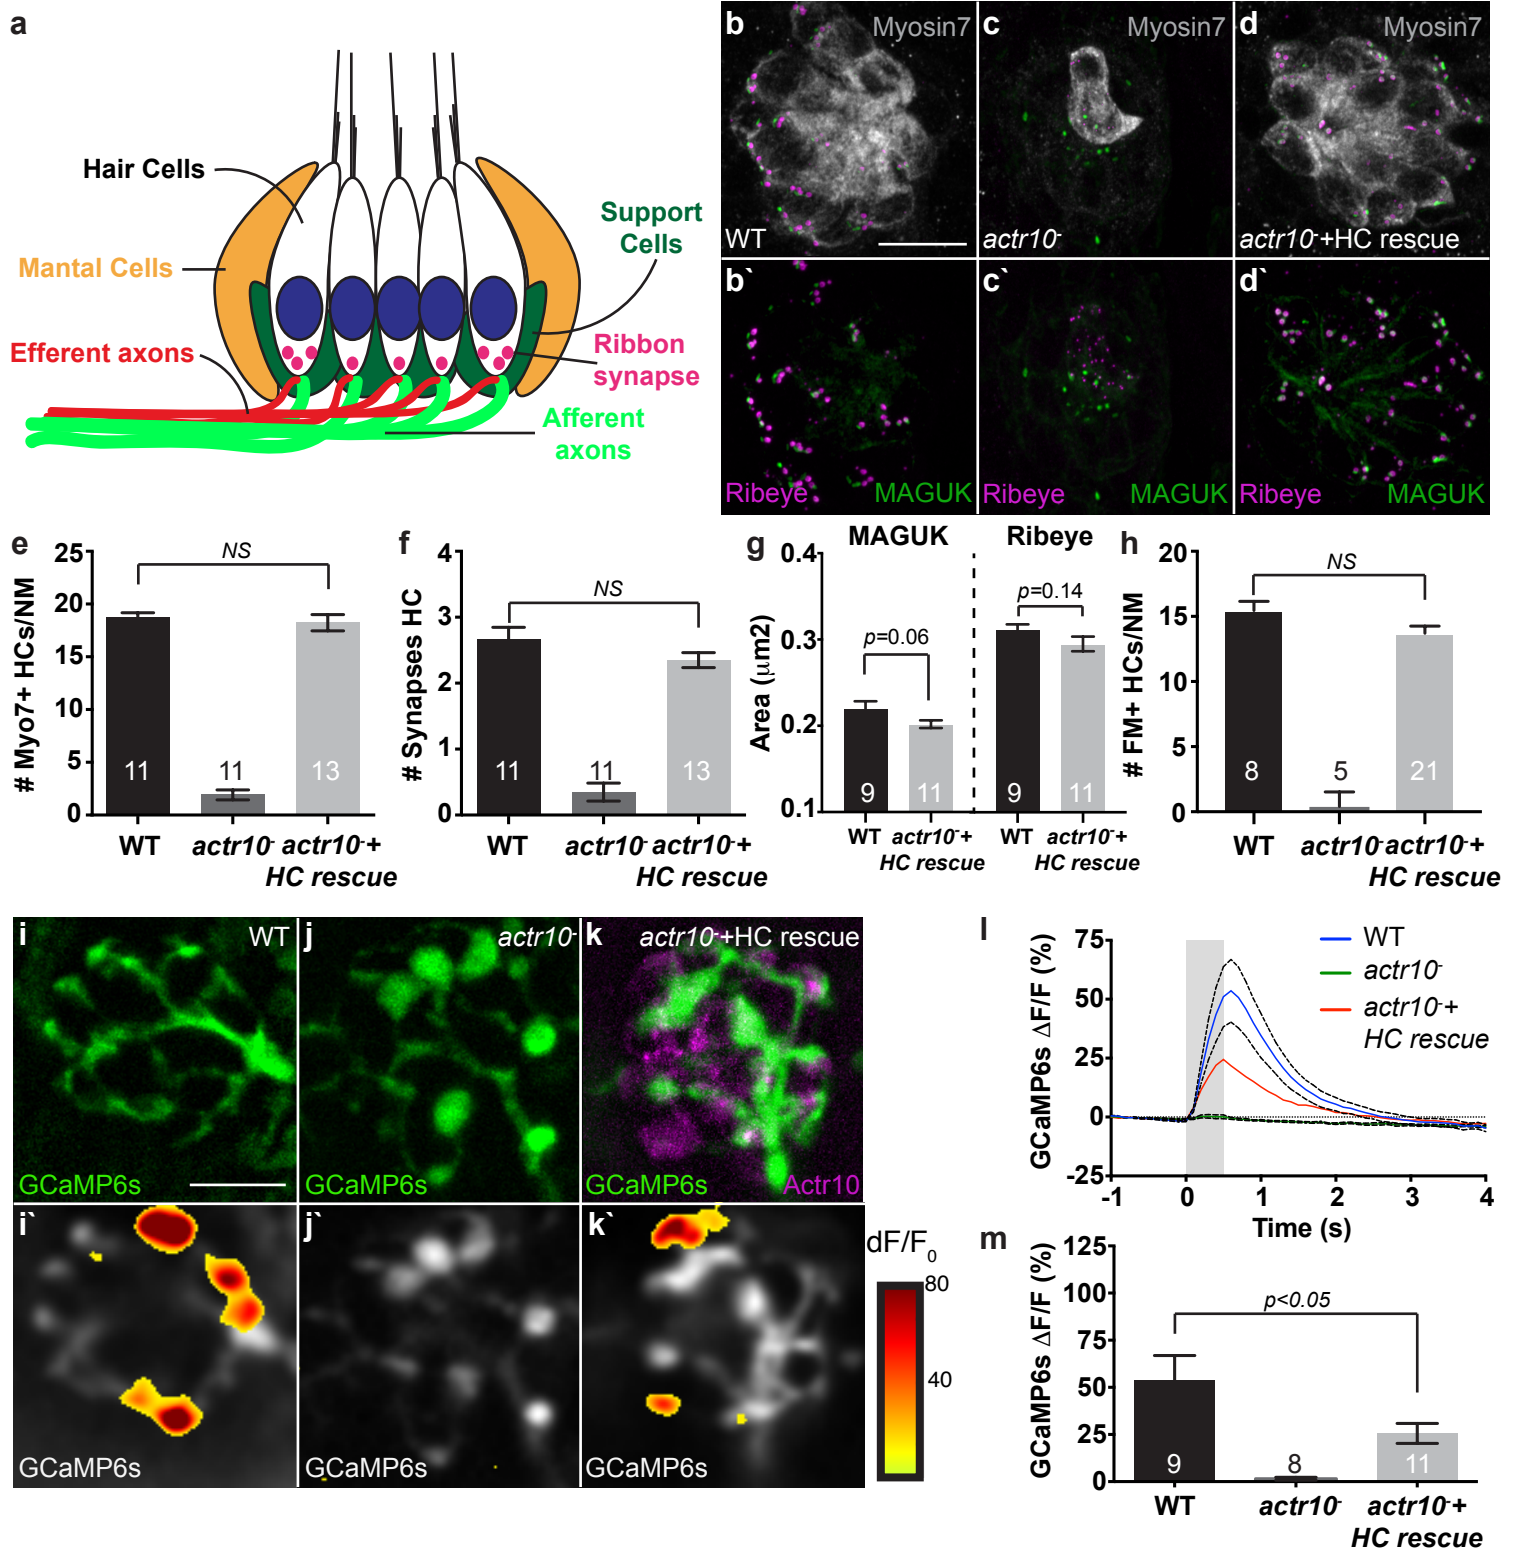 a
Hair Cells
Mantal Cells
Efferent axons
Support
Cells
Ribbon
synapse
Afferent
axons
b
Myosin7
WT
c
Myosin7
actr10-
d
Myosin7
actr10-+HC rescue
b`
Ribeye
MAGUK
c`
Ribeye
MAGUK
d`
Ribeye
MAGUK
e
# Myo7+ HCs/NM
25
20
15
10
5
0
NS
11
11
13
WT
actr10-
actr10-+
HC rescue
f
# Synapses HC
4
3
2
1
0
NS
11
11
13
WT
actr10-
actr10-+
HC rescue
g
MAGUK
Ribeye
Area (μm2)
0.4
0.3
0.2
0.1
p=0.06
p=0.14
9
11
9
11
WT
actr10-+
HC rescue
WT
actr10-+
HC rescue
h
# FM+ HCs/NM
20
15
10
5
0
NS
8
5
21
WT
actr10-
actr10-+
HC rescue
i
WT
GCaMP6s
j
actr10-
GCaMP6s
k
actr10-+HC rescue
GCaMP6s
Actr10
i`
GCaMP6s
j`
GCaMP6s
k`
GCaMP6s
dF/F0
80
40
l
GCaMP6s ΔF/F (%)
75
50
25
0
-25
-1
0
1
2
3
4
Time (s)
WT
actr10-
actr10-+
HC rescue
m
GCaMP6s ΔF/F (%)
125
100
75
50
25
0
p<0.05
9
8
11
WT
actr10-
actr10-+
HC rescue